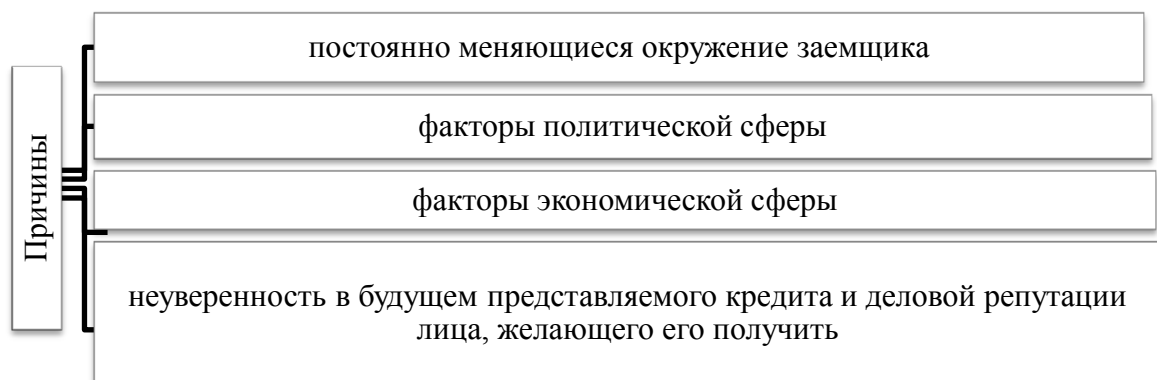 Причины
постоянно меняющиеся окружение заемщика
факторы политической сферы
факторы экономической сферы
неуверенность в будущем представляемого кредита и деловой репутации
лица, желающего его получить